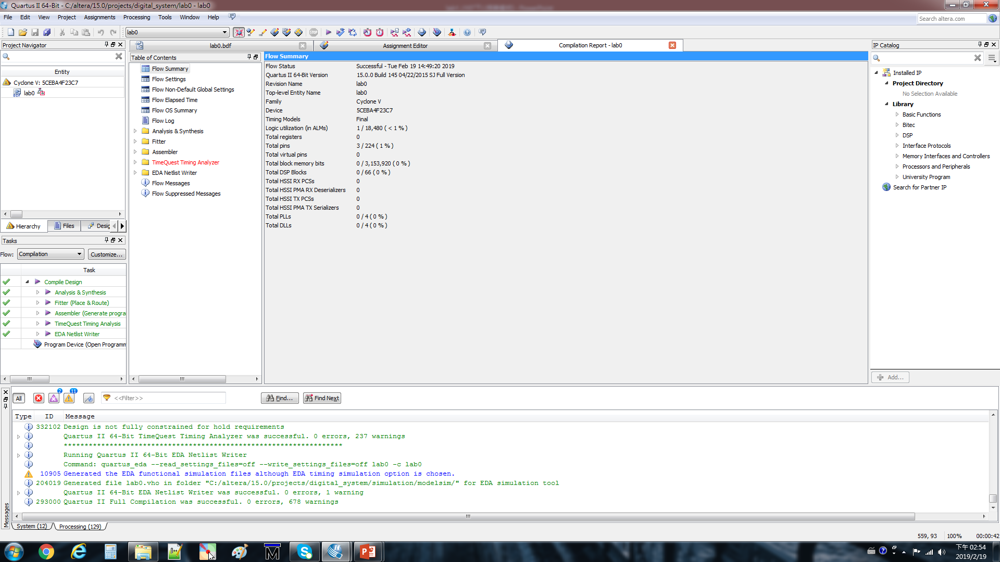 Quartus II 64-Bit - C:/altera/15.0/projects/digital_system/lab0 - lab0
File Edit View Project Assignments Processing Tools Window Help
Search altera.com
lab0
STOP
Project Navigator
Entity
Cyclone V: 5CEBA4F23C7
lab0
Hierarchy Files Desig
Tasks
Flow: Compilation Customize...
Task
Compile Design
Analysis & Synthesis
Fitter (Place & Route)
Assembler (Generate progra
TimeQuest Timing Analysis
EDA Netlist Writer
Program Device (Open Programm
lab0.bdf Assignment Editor Compilation Report - lab0
Table of Contents
Flow Summary
Flow Settings
Flow Non-Default Global Settings
Flow Elapsed Time
Flow OS Summary
Flow Log
Analysis & Synthesis
Fitter
Assembler
TimeQuest Timing Analyzer
EDA Netlist Writer
Flow Messages
Flow Suppressed Messages
Flow Summary
Flow Status Successful - Tue Feb 19 14:49:20 2019
Quartus II 64-Bit Version 15.0.0 Build 145 04/22/2015 SJ Full Version
Revision Name lab0
Top-level Entity Name lab0
Family Cyclone V
Device 5CEBA4F23C7
Timing Models Final
Logic utilization (in ALMs) 1 / 18,480 ( < 1 % )
Total registers 0
Total pins 3 / 224 ( 1 % )
Total virtual pins 0
Total block memory bits 0 / 3,153,920 ( 0 % )
Total DSP Blocks 0 / 66 ( 0 % )
Total HSSI RX PCSs 0
Total HSSI PMA RX Deserializers 0
Total HSSI TX PCSs 0
Total HSSI PMA TX Serializers 0
Total PLLs 0 / 4 ( 0 % )
Total DLLs 0 / 4 ( 0 % )
IP Catalog
Installed IP
Project Directory
No Selection Available
Library
Basic Functions
Bitec
DSP
Interface Protocols
Memory Interfaces and Controllers
Processors and Peripherals
University Program
Search for Partner IP
Add...
All 2 11 <<Filter>> Find... Find Next
Type ID Message
332102 Design is not fully constrained for hold requirements
Quartus II 64-Bit TimeQuest Timing Analyzer was successful. 0 errors, 237 warnings
*******************************************************************
Running Quartus II 64-Bit EDA Netlist Writer
Command: quartus_eda --read_settings_files=off --write_settings_files=off lab0 -c lab0
10905 Generated the EDA functional simulation files although EDA timing simulation option is chosen.
204019 Generated file lab0.vho in folder "C:/altera/15.0/projects/digital_system/simulation/modelsim/" for EDA simulation tool
Quartus II 64-Bit EDA Netlist Writer was successful. 0 errors, 1 warning
293000 Quartus II Full Compilation was successful. 0 errors, 678 warnings
Messages
System (12) Processing (129)
559, 93 100% 00:00:42
下午 02:54
2019/2/19